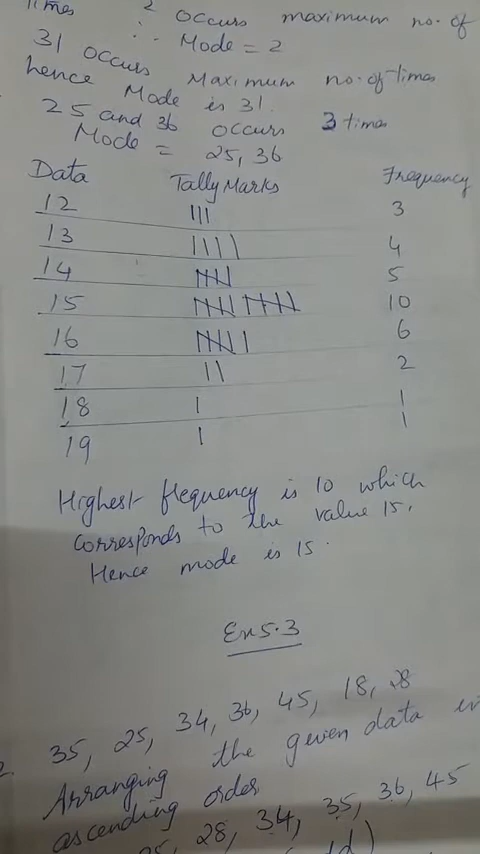 times 2 occurs maximum no. of
∴ Mode = 2
31 occurs Maximum no. of times
hence Mode is 31.
25 and 36 occurs 3 times
Mode = 25, 36
Data Tally Marks Frequency
12 ||| 3
13 |||| 4
14 𝍸 5
15 𝍸 𝍸 10
16 𝍸 | 6
17 || 2
18 | 1
19 | 1
Highest frequency is 10 which
corresponds to the value 15.
Hence mode is 15.
Ex 5.3
35, 25, 34, 36, 45, 18, 28
Arranging the given data in
ascending order
25, 28, 34, 35, 36, 45